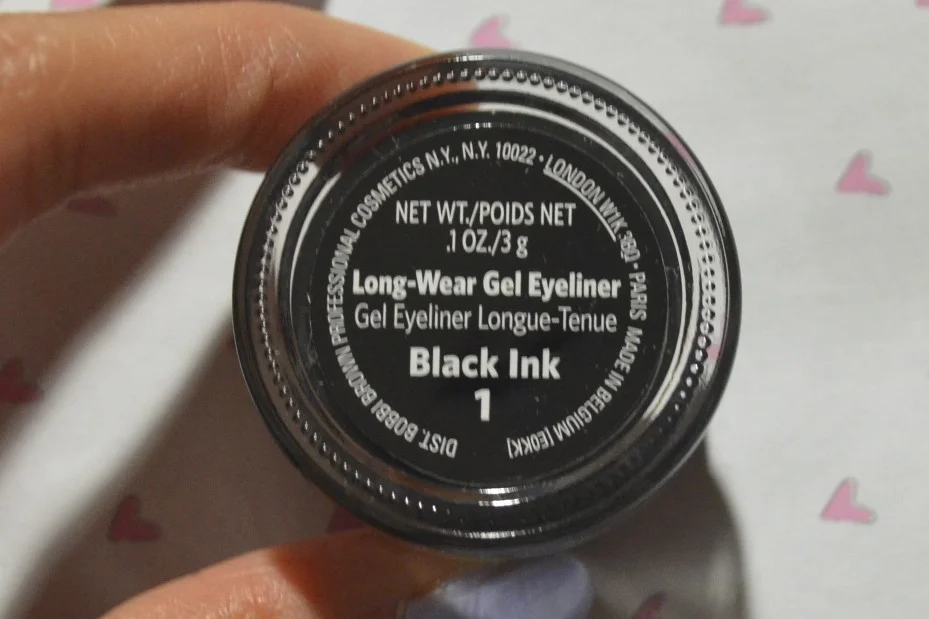 DIST. BOBBI BROWN PROFESSIONAL COSMETICS N.Y., N.Y. 10022 • LONDON W1K 3BQ • PARIS MADE IN BELGIUM [E0KK]
NET WT./POIDS NET
.1 OZ./3 g
Long-Wear Gel Eyeliner
Gel Eyeliner Longue-Tenue
Black Ink
1